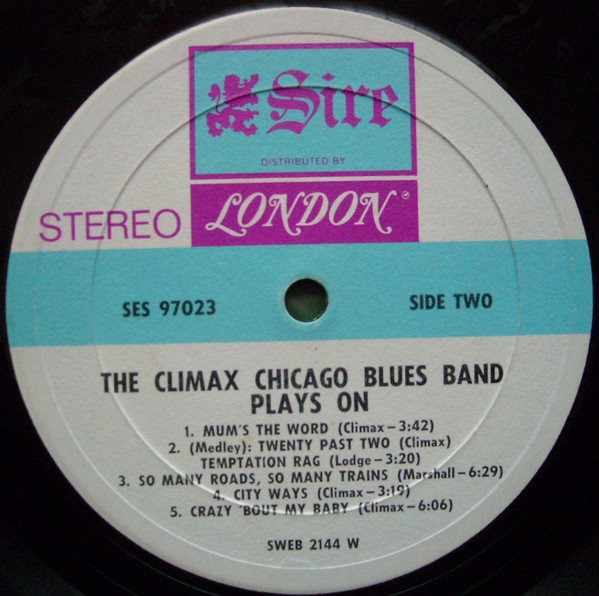 Sire
DISTRIBUTED BY
LONDON®
STEREO
SES 97023
SIDE TWO
THE CLIMAX CHICAGO BLUES BAND
PLAYS ON
1. MUM'S THE WORD (Climax–3:42)
2. (Medley): TWENTY PAST TWO (Climax)
TEMPTATION RAG (Lodge–3:20)
3. SO MANY ROADS, SO MANY TRAINS (Marshall–6:29)
4. CITY WAYS (Climax–3:19)
5. CRAZY 'BOUT MY BABY (Climax–6:06)
SWEB 2144 W